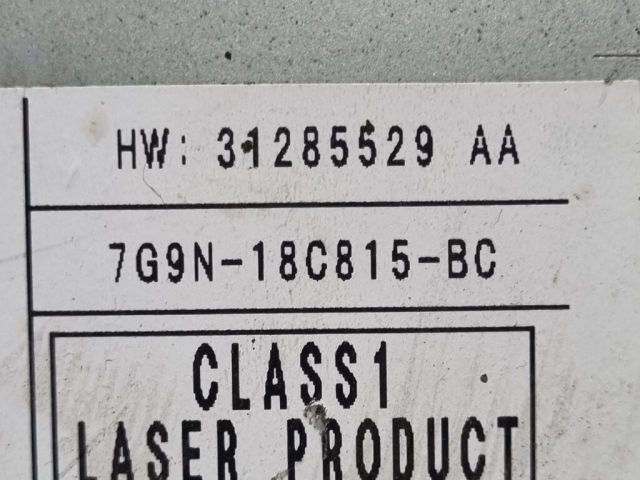 HW: 31285529 AA
7G9N-18C815-BC
CLASS1
LASER PRODUCT